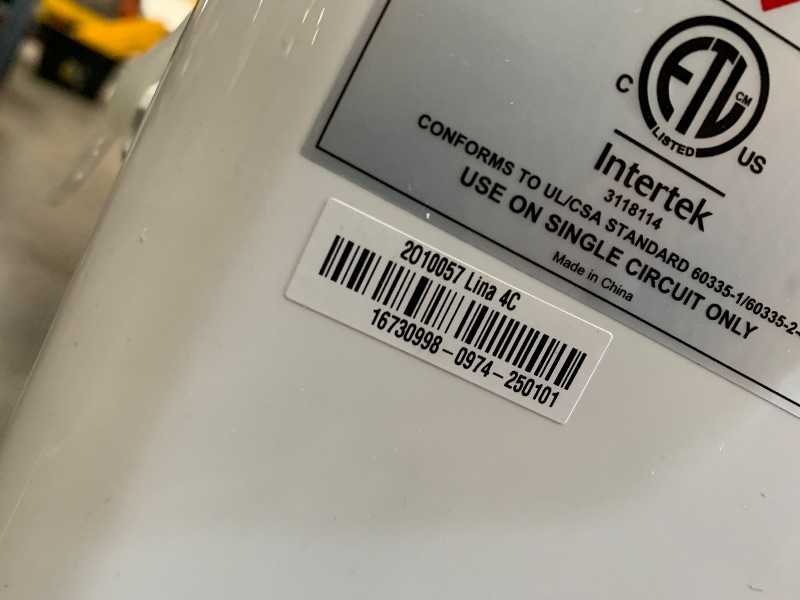 C
ETL
CM
LISTED
US
Intertek
3118114
CONFORMS TO UL/CSA STANDARD 60335-1/60335-2-
USE ON SINGLE CIRCUIT ONLY
Made in China
2010057 Lina 4C
16730998-0974-250101